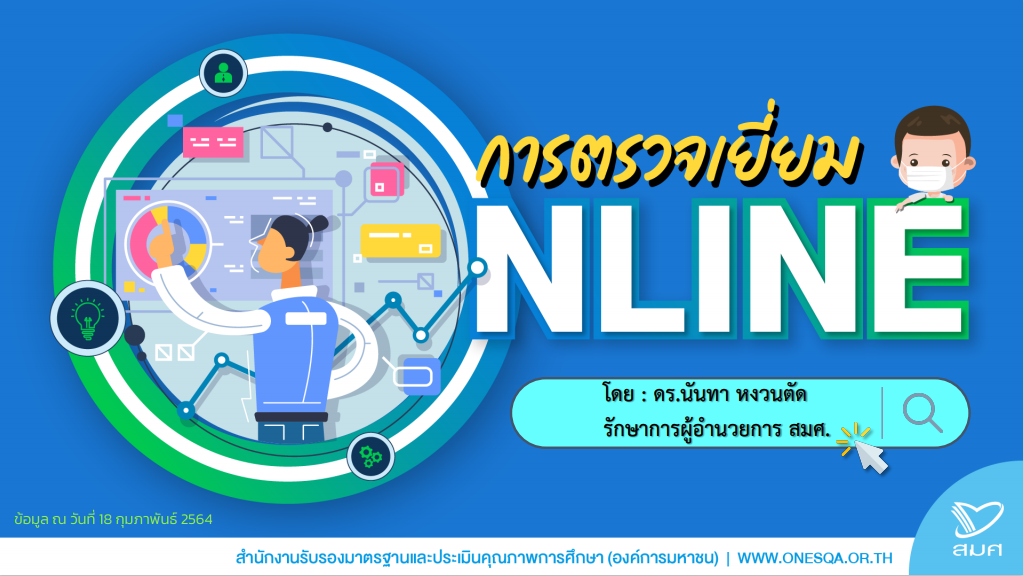 การตรวจเยี่ยม
NLINE
โดย : ดร.นันทา หงวนตัด
รักษาการผู้อำนวยการ สมศ.
ข้อมูล ณ วันที่ 18 กุมภาพันธ์ 2564
สำนักงานรับรองมาตรฐานและประเมินคุณภาพการศึกษา (องค์การมหาชน) | WWW.ONESQA.OR.TH
สมศ